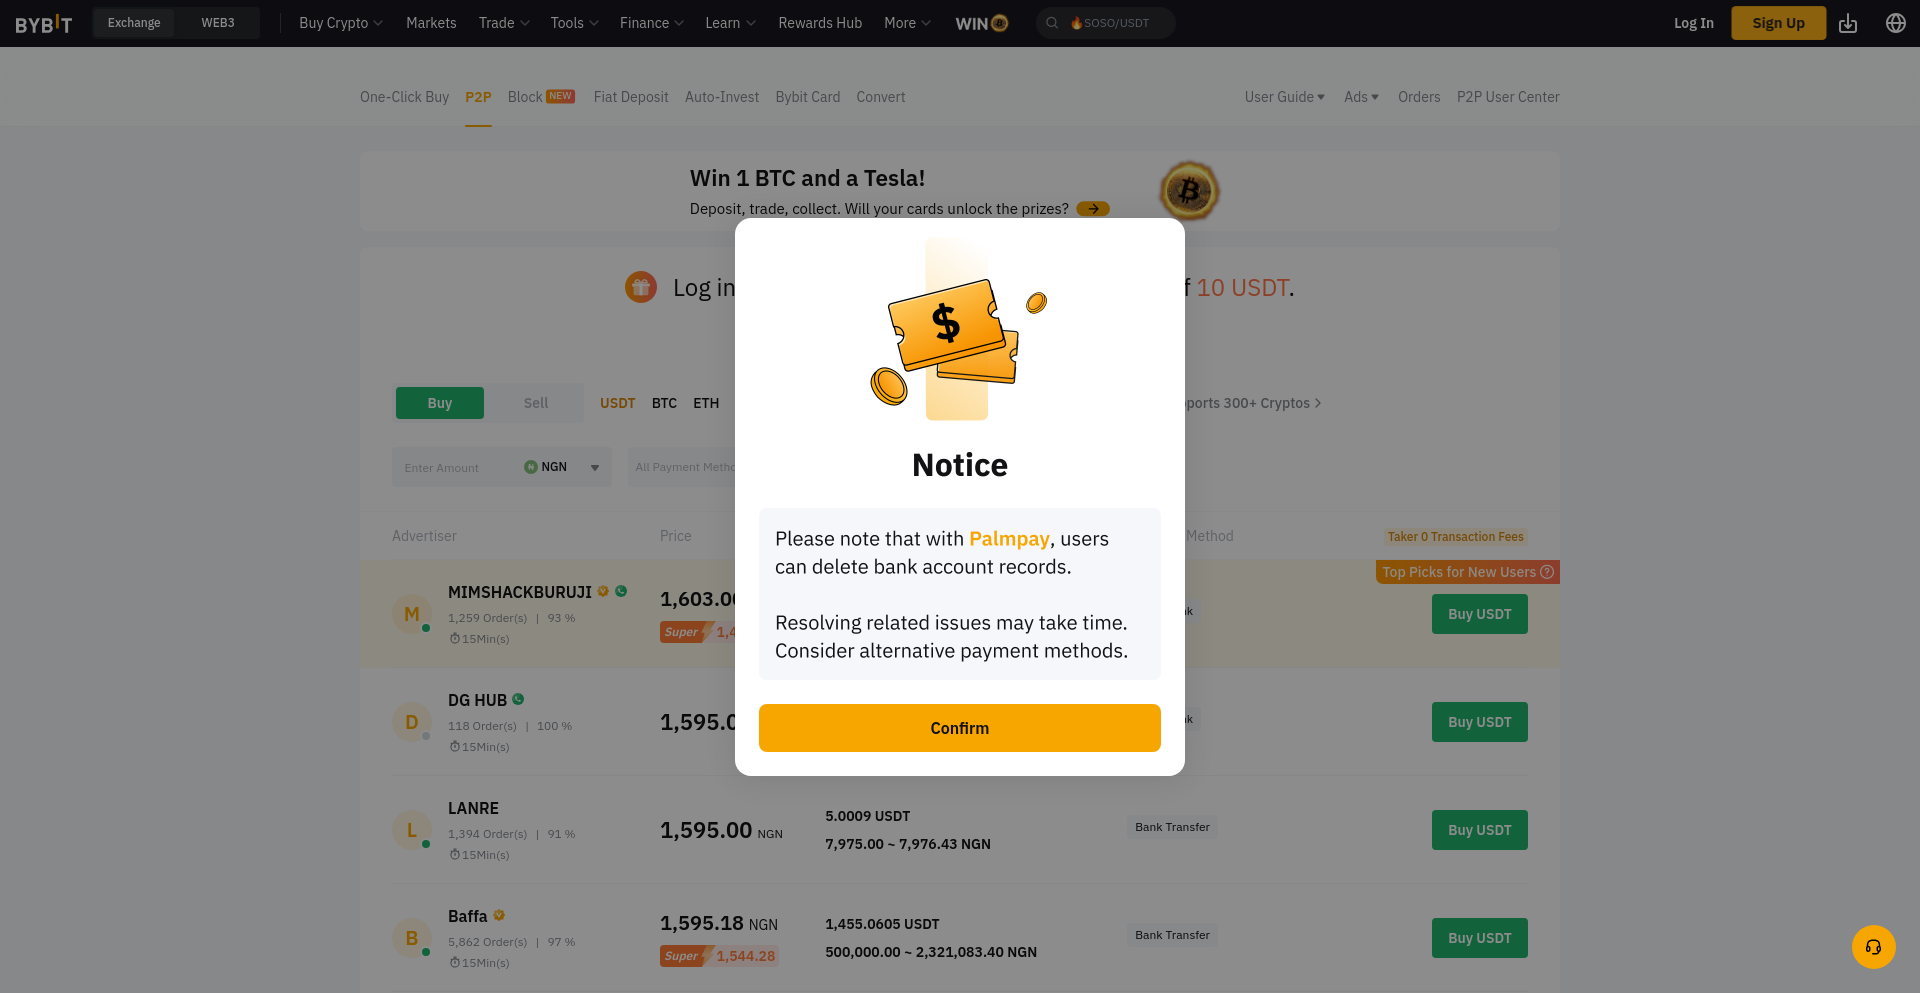 BYBIT
Exchange
WEB3
Buy Crypto
Markets
Trade
Tools
Finance
Learn
Rewards Hub
More
WIN
SOSO/USDT
Log In
Sign Up
One-Click Buy
P2P
Block NEW
Fiat Deposit
Auto-Invest
Bybit Card
Convert
User Guide
Ads
Orders
P2P User Center
Win 1 BTC and a Tesla!
Deposit, trade, collect. Will your cards unlock the prizes?
Log in
f 10 USDT.
Buy
Sell
USDT
BTC
ETH
ports 300+ Cryptos
Enter Amount
NGN
All Payment Metho
Advertiser
Price
Method
Taker 0 Transaction Fees
Top Picks for New Users
MIMSHACKBURUJI
M
1,259 Order(s) | 93 %
15Min(s)
1,603.0
Super 1,4
nk
Buy USDT
DG HUB
D
118 Order(s) | 100 %
15Min(s)
1,595.0
nk
Buy USDT
LANRE
L
1,394 Order(s) | 91 %
15Min(s)
1,595.00 NGN
5.0009 USDT
7,975.00 ~ 7,976.43 NGN
Bank Transfer
Buy USDT
Baffa
B
5,862 Order(s) | 97 %
15Min(s)
1,595.18 NGN
Super 1,544.28
1,455.0605 USDT
500,000.00 ~ 2,321,083.40 NGN
Bank Transfer
Buy USDT
$
Notice
Please note that with Palmpay, users
can delete bank account records.
Resolving related issues may take time.
Consider alternative payment methods.
Confirm